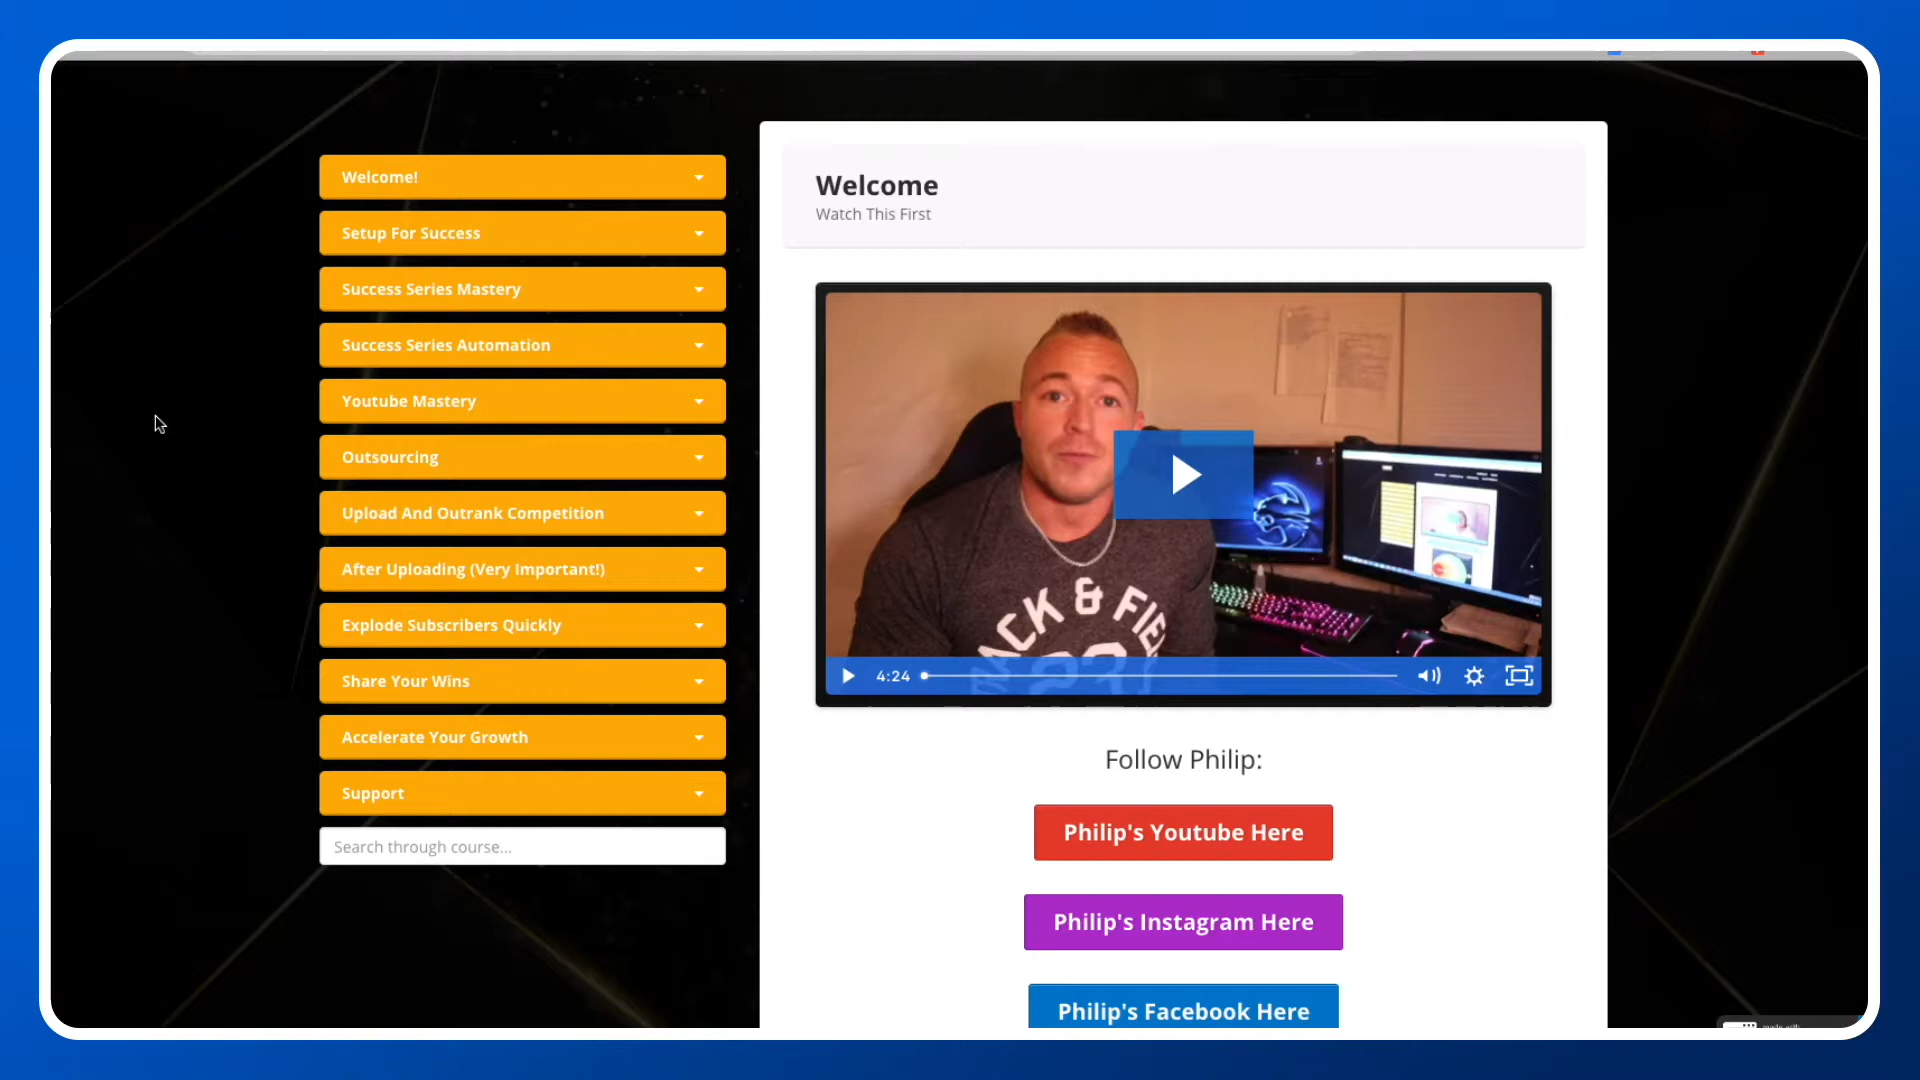 Welcome!
Setup For Success
Success Series Mastery
Success Series Automation
Youtube Mastery
Outsourcing
Upload And Outrank Competition
After Uploading (Very Important!)
Explode Subscribers Quickly
Share Your Wins
Accelerate Your Growth
Support
Search through course...
Welcome
Watch This First
ACK & FIE
4:24
Follow Philip:
Philip's Youtube Here
Philip's Instagram Here
Philip's Facebook Here